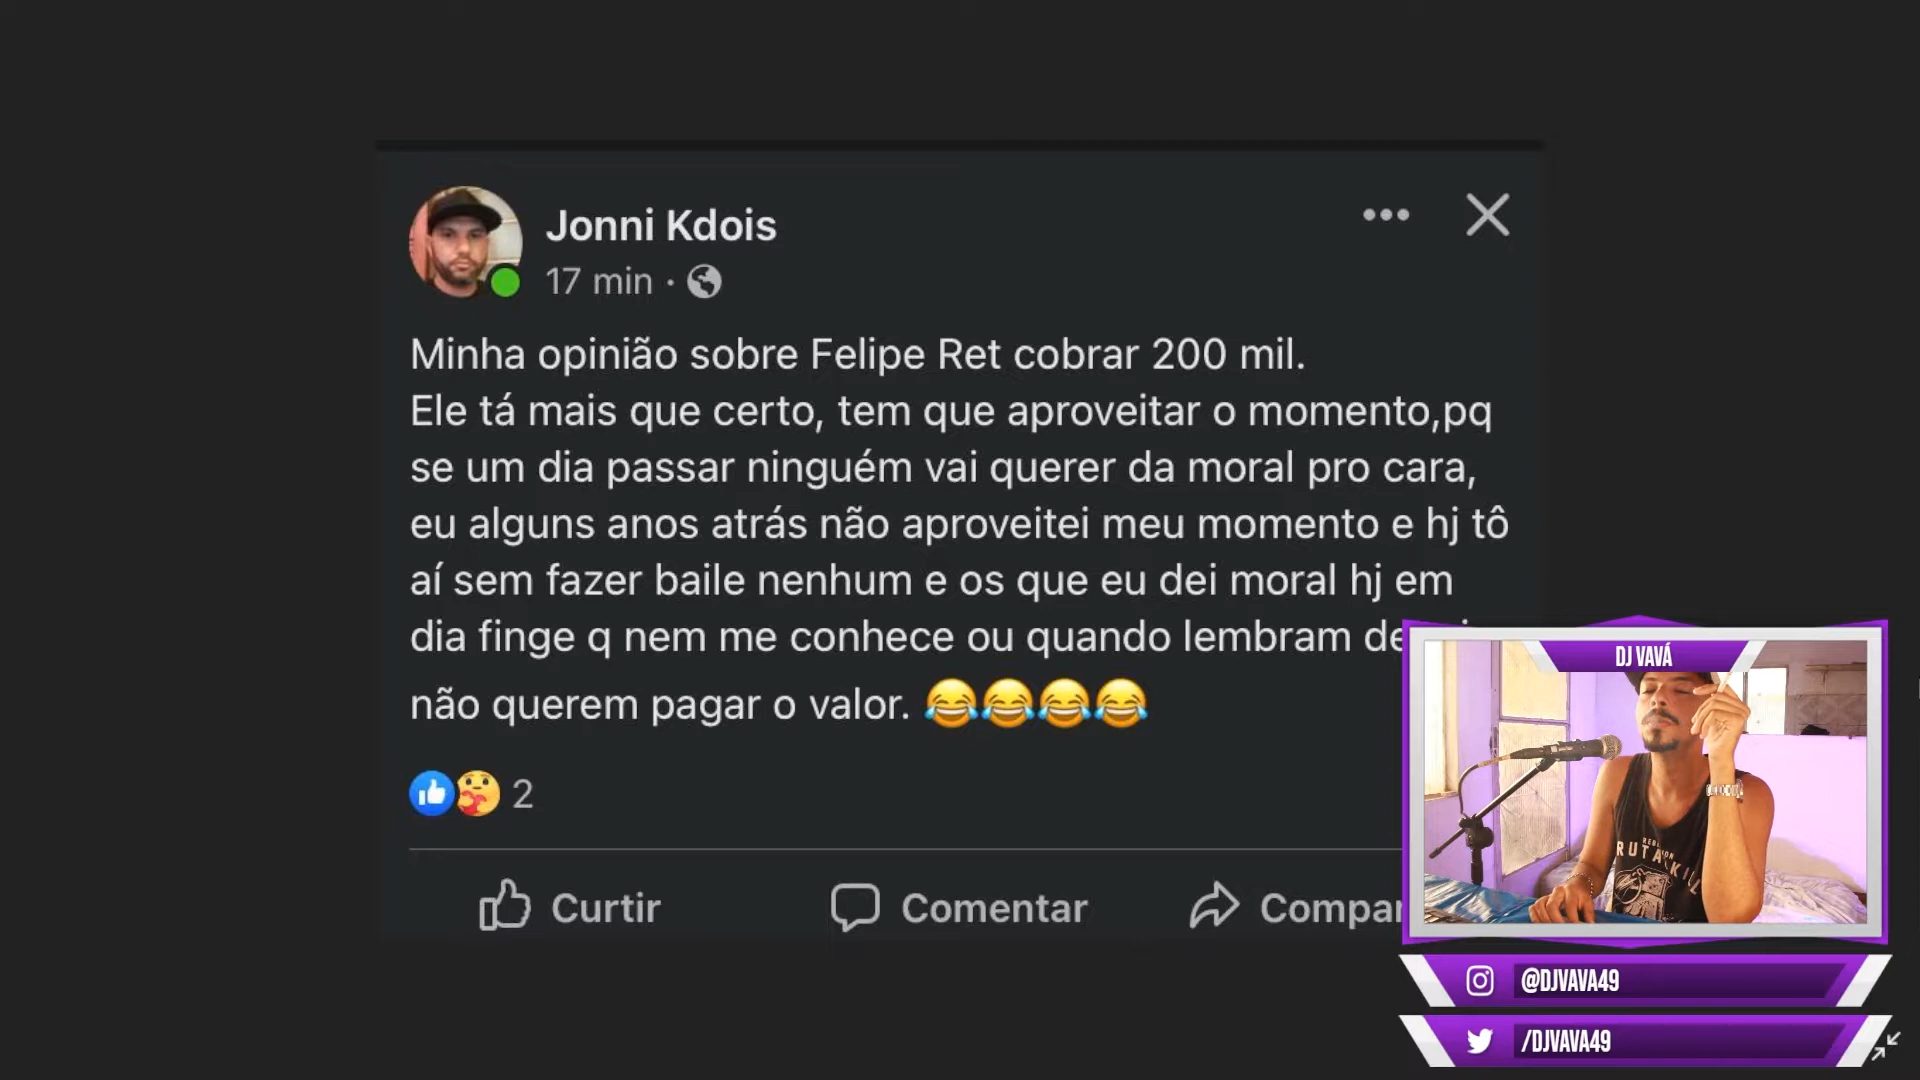 Jonni Kdois
17 min ·
Minha opinião sobre Felipe Ret cobrar 200 mil.
Ele tá mais que certo, tem que aproveitar o momento,pq
se um dia passar ninguém vai querer da moral pro cara,
eu alguns anos atrás não aproveitei meu momento e hj tô
aí sem fazer baile nenhum e os que eu dei moral hj em
dia finge q nem me conhece ou quando lembram de
não querem pagar o valor. 😂😂😂😂
2
Curtir
Comentar
Compar
DJ VAVÁ
@DJVAVA49
/DJVAVA49